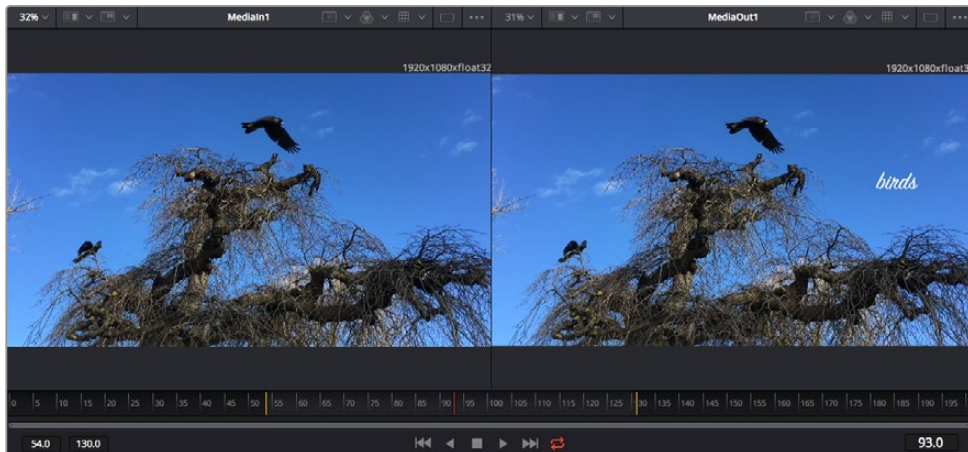 32% MediaIn1 31% MediaOut1
1920x1080xfloat32 1920x1080xfloat3
birds
0 5 10 15 20 25 30 35 40 45 50 55 60 65 70 75 80 85 90 95 100 105 110 115 120 125 30 135 140 145 150 155 160 165 170 175 180 185 190 195
54.0 130.0 93.0